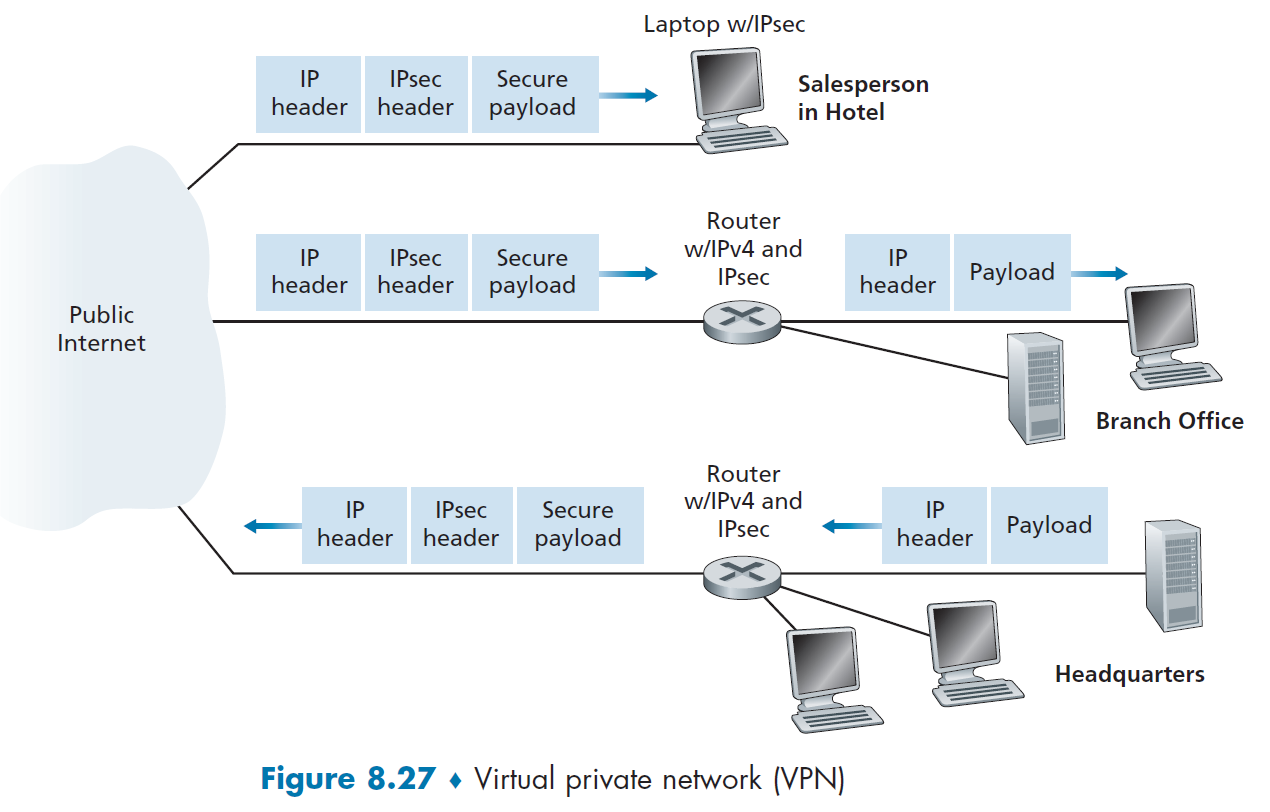 Laptop w/IPsec
IP
header
IPsec
header
Secure
payload
Salesperson
in Hotel
Public
Internet
IP
header
IPsec
header
Secure
payload
Router
w/IPv4 and
IPsec
IP
header
Payload
Branch Office
IP
header
IPsec
header
Secure
payload
Router
w/IPv4 and
IPsec
IP
header
Payload
Headquarters
Figure 8.27 ♦ Virtual private network (VPN)